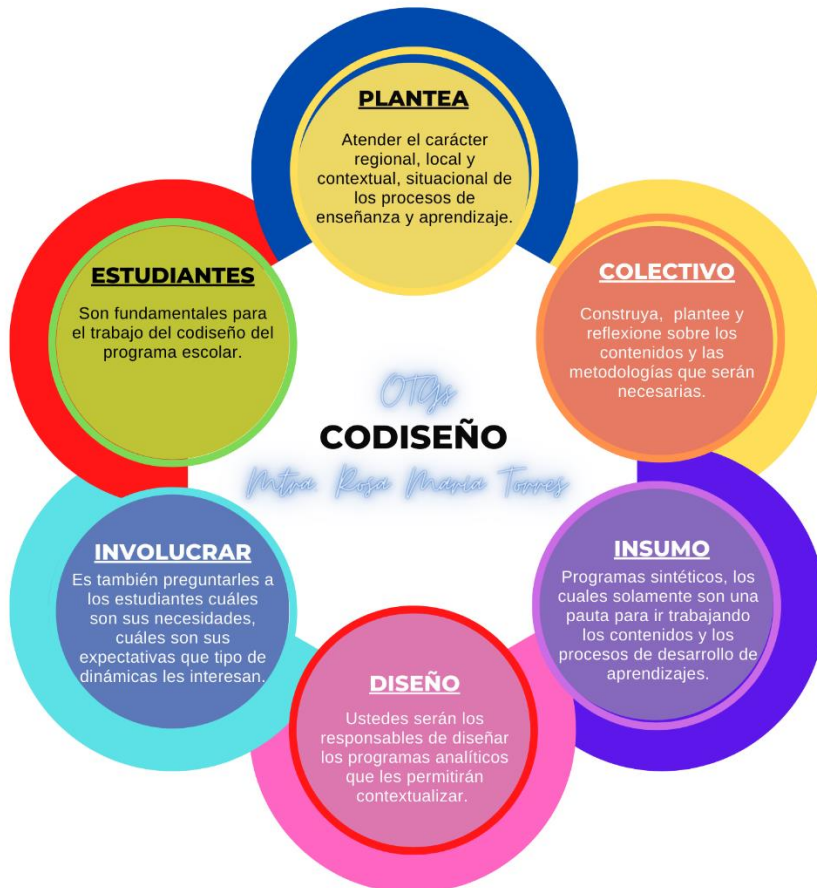 PLANTEA
Atender el carácter
regional, local y
contextual, situacional de
los procesos de
enseñanza y aprendizaje.
COLECTIVO
Construya, plantee y
reflexione sobre los
contenidos y las
metodologías que serán
necesarias.
INSUMO
Programas sintéticos, los
cuales solamente son una
pauta para ir trabajando
los contenidos y los
procesos de desarrollo de
aprendizajes.
DISEÑO
Ustedes serán los
responsables de diseñar
los programas analíticos
que les permitirán
contextualizar.
INVOLUCRAR
Es también preguntarles a
los estudiantes cuáles
son sus necesidades,
cuáles son sus
expectativas que tipo de
dinámicas les interesan.
ESTUDIANTES
Son fundamentales para
el trabajo del codiseño del
programa escolar.
OTGs
CODISEÑO
Mtra. Rosa Maria Torres